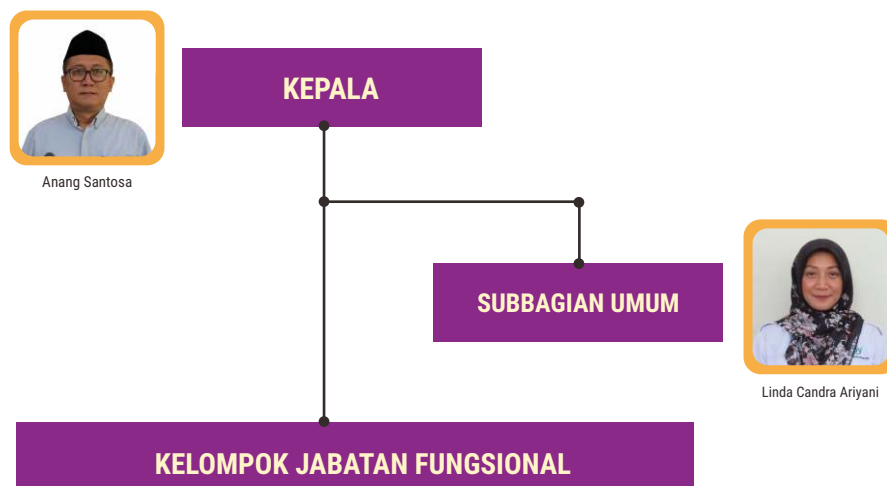 KEPALA
Anang Santosa
SUBBAGIAN UMUM
Linda Candra Ariyani
KELOMPOK JABATAN FUNGSIONAL